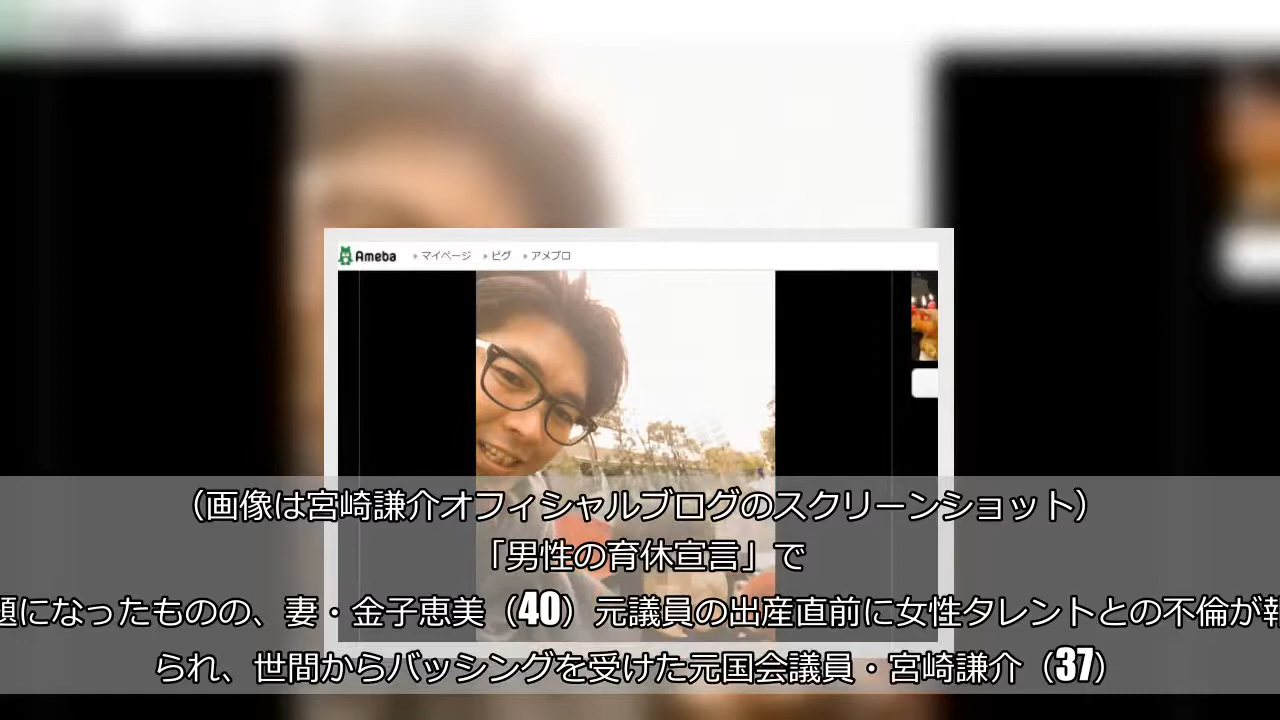 Ameba マイページ ピグ アメブロ
（画像は宮崎謙介オフィシャルブログのスクリーンショット）
「男性の育休宣言」で
題になったものの、妻・金子恵美（40）元議員の出産直前に女性タレントとの不倫が報
られ、世間からバッシングを受けた元国会議員・宮崎謙介（37）